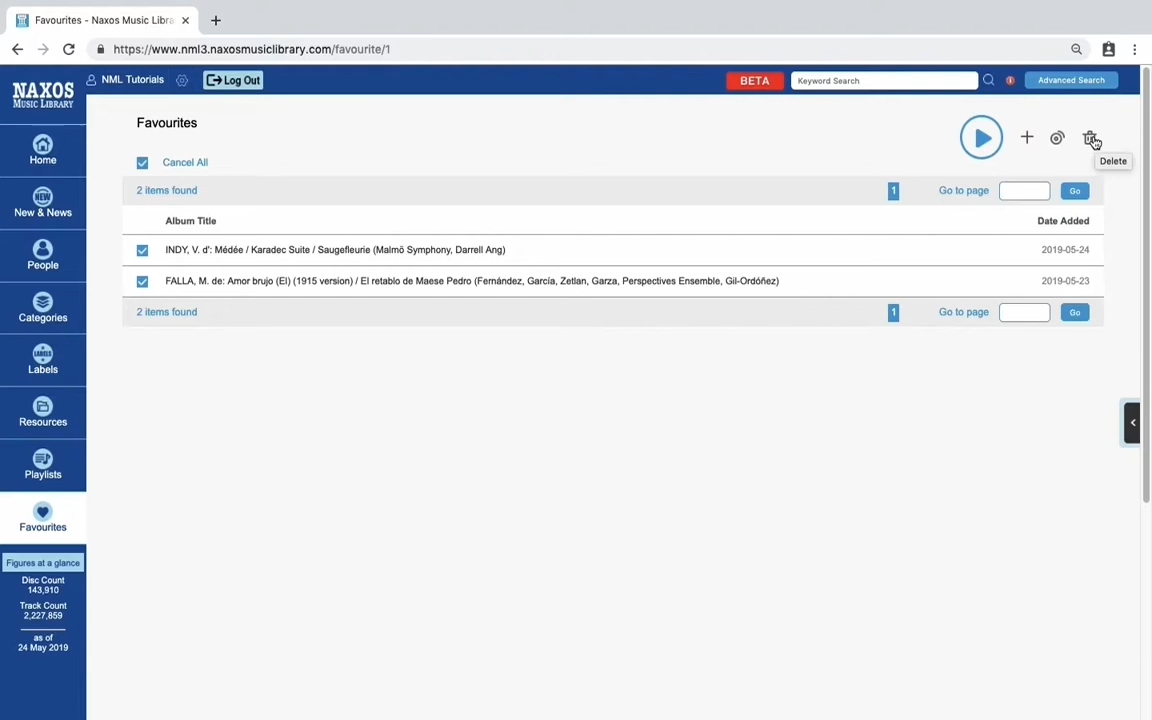 Favourites - Naxos Music Libra
https://www.nml3.naxosmusiclibrary.com/favourite/1
NAXOS
MUSIC LIBRARY
NML Tutorials
Log Out
BETA
Keyword Search
Advanced Search
Home
NEW
New & News
People
Categories
LABELS
Labels
Resources
Playlists
Favourites
Figures at a glance
Disc Count
143,910
Track Count
2,227,859
as of
24 May 2019
Favourites
Delete
Cancel All
2 items found
1
Go to page
Go
Album Title
Date Added
INDY, V. d': Médée / Karadec Suite / Saugefleurie (Malmö Symphony, Darrell Ang)
2019-05-24
FALLA, M. de: Amor brujo (El) (1915 version) / El retablo de Maese Pedro (Fernández, García, Zetlan, Garza, Perspectives Ensemble, Gil-Ordóñez)
2019-05-23
2 items found
1
Go to page
Go